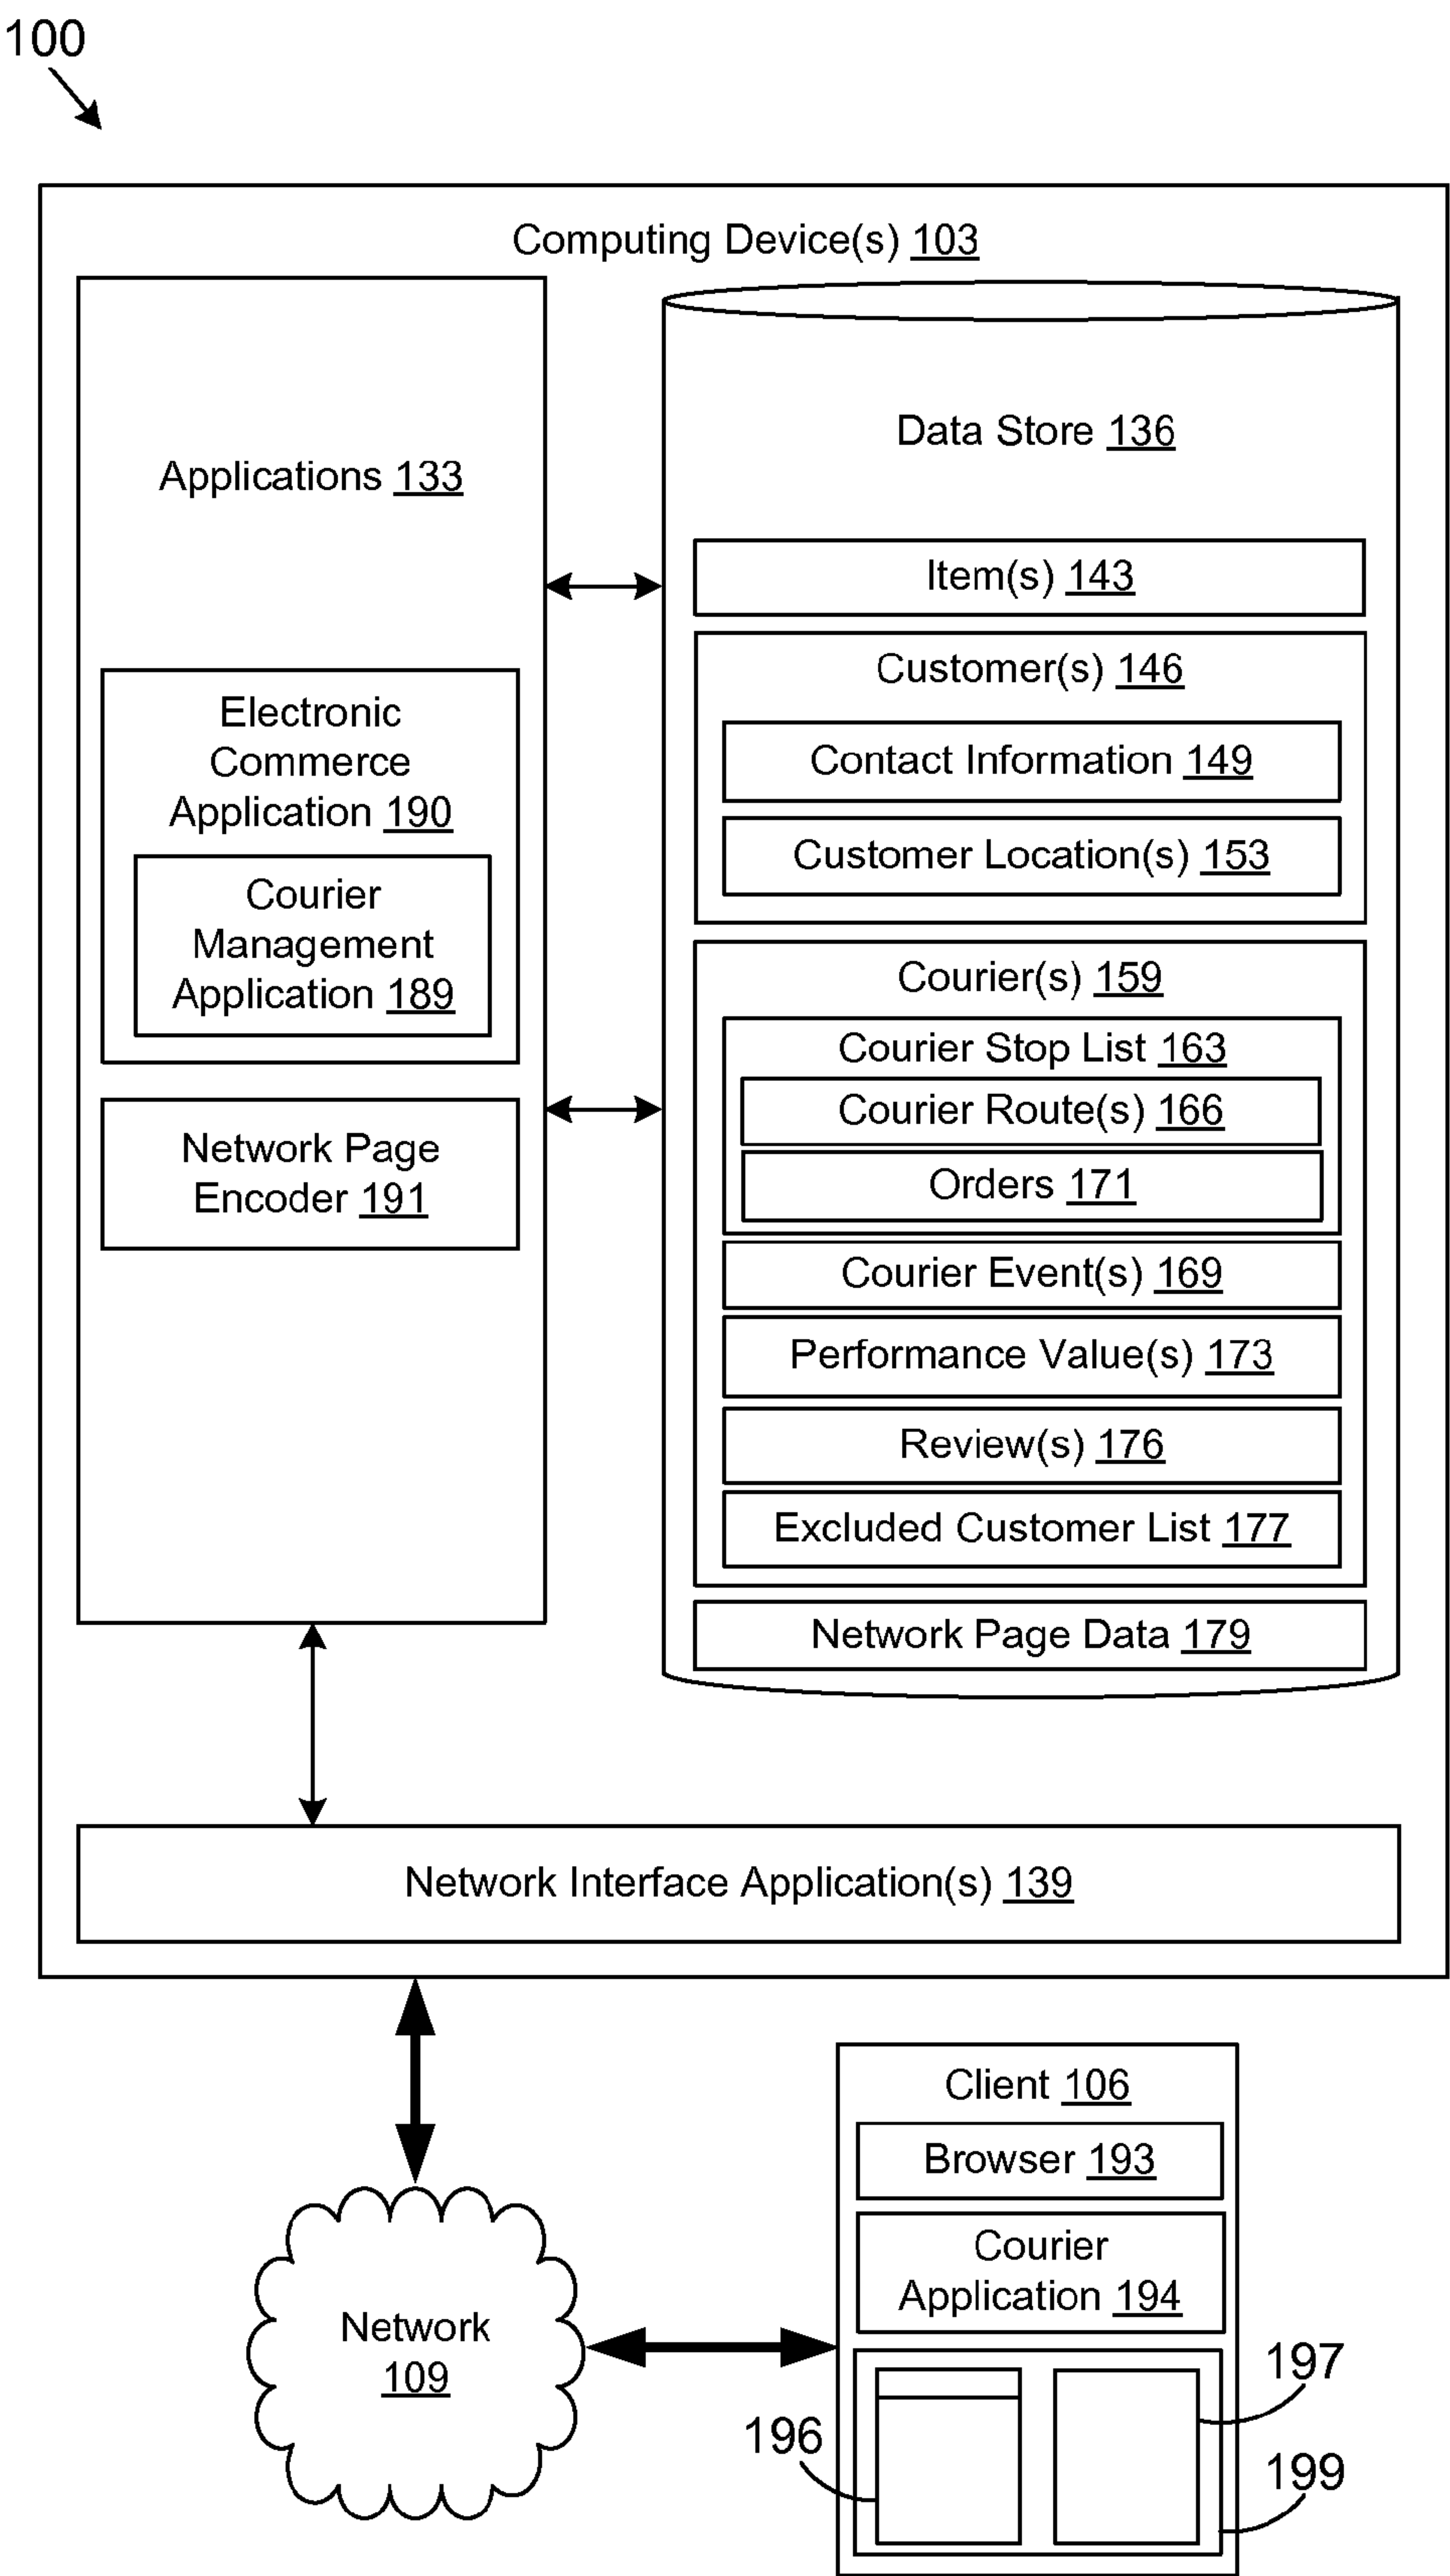 100
Computing Device(s) 103
Applications 133
Electronic
Commerce
Application 190
Courier
Management
Application 189
Network Page
Encoder 191
Data Store 136
Item(s) 143
Customer(s) 146
Contact Information 149
Customer Location(s) 153
Courier(s) 159
Courier Stop List 163
Courier Route(s) 166
Orders 171
Courier Event(s) 169
Performance Value(s) 173
Review(s) 176
Excluded Customer List 177
Network Page Data 179
Network Interface Application(s) 139
Network
109
Client 106
Browser 193
Courier
Application 194
196
197
199